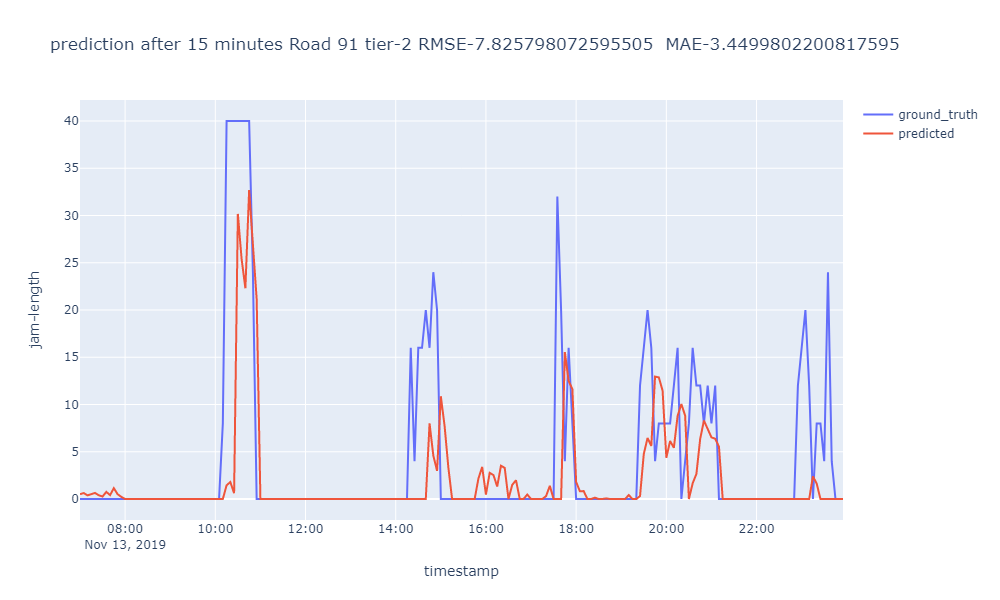 prediction after 15 minutes Road 91 tier-2 RMSE-7.825798072595505  MAE-3.4499802200817595
ground_truth
predicted
40
35
30
25
20
15
10
5
0
jam-length
08:00 10:00 12:00 14:00 16:00 18:00 20:00 22:00
Nov 13, 2019
timestamp